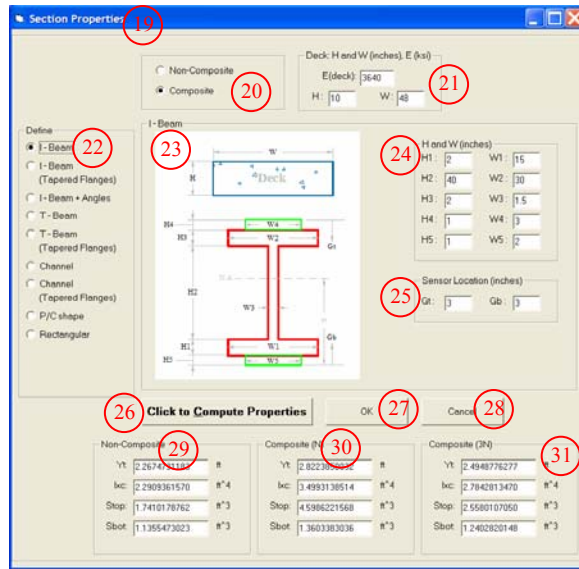 Section Properties
19
Non-Composite
Composite
20
Deck: H and W (inches), E (ksi)
E(deck): 3640
H: 10 W: 48
21
Define
22
I-Beam
I-Beam
(Tapered Flanges)
I-Beam + Angles
T-Beam
T-Beam
(Tapered Flanges)
Channel
Channel
(Tapered Flanges)
P/C shape
Rectangular
I-Beam
23
W
H
Deck
H4
W4
H3
W2
Gt
H2
W3
Gb
H1
W1
H5
W5
24
H and W (inches)
H1: 2 W1: 15
H2: 40 W2: 30
H3: 2 W3: 1.5
H4: 1 W4: 3
H5: 1 W5: 2
25
Sensor Location (inches)
Gt: 3 Gb: 3
26
Click to Compute Properties
OK
27
Cancel
28
Non-Composite
29
Yt: ft
Ixc: 2.2909361570 ft^4
Stop: 1.7410178762 ft^3
Sbot: 1.1355473023 ft^3
Composite (N)
30
Yt: ft
Ixc: 3.4993138514 ft^4
Stop: 4.5986221568 ft^3
Sbot: 1.3603383036 ft^3
Composite (3N)
31
Yt: 2.4948776277 ft
Ixc: 2.7842813470 ft^4
Stop: 2.5580107050 ft^3
Sbot: 1.2402820148 ft^3